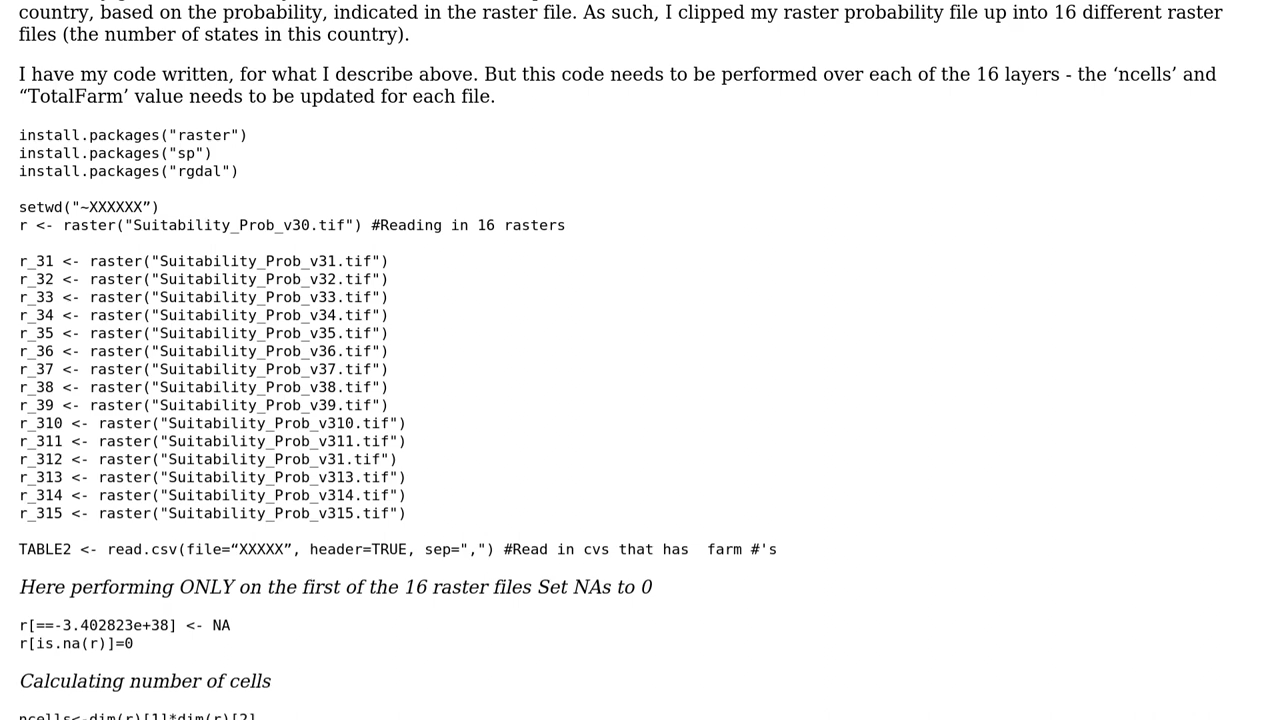 country, based on the probability, indicated in the raster file. As such, I clipped my raster probability file up into 16 different raster
files (the number of states in this country).
I have my code written, for what I describe above. But this code needs to be performed over each of the 16 layers - the ‘ncells’ and
“TotalFarm’ value needs to be updated for each file.
install.packages("raster")
install.packages("sp")
install.packages("rgdal")
setwd("~XXXXXX”)
r <- raster("Suitability_Prob_v30.tif") #Reading in 16 rasters
r_31 <- raster("Suitability_Prob_v31.tif")
r_32 <- raster("Suitability_Prob_v32.tif")
r_33 <- raster("Suitability_Prob_v33.tif")
r_34 <- raster("Suitability_Prob_v34.tif")
r_35 <- raster("Suitability_Prob_v35.tif")
r_36 <- raster("Suitability_Prob_v36.tif")
r_37 <- raster("Suitability_Prob_v37.tif")
r_38 <- raster("Suitability_Prob_v38.tif")
r_39 <- raster("Suitability_Prob_v39.tif")
r_310 <- raster("Suitability_Prob_v310.tif")
r_311 <- raster("Suitability_Prob_v311.tif")
r_312 <- raster("Suitability_Prob_v31.tif")
r_313 <- raster("Suitability_Prob_v313.tif")
r_314 <- raster("Suitability_Prob_v314.tif")
r_315 <- raster("Suitability_Prob_v315.tif")
TABLE2 <- read.csv(file=“XXXXX”, header=TRUE, sep=",") #Read in cvs that has  farm #'s
Here performing ONLY on the first of the 16 raster files Set NAs to 0
r[==-3.402823e+38] <- NA
r[is.na(r)]=0
Calculating number of cells
ncells<-dim(r)[1]*dim(r)[2]